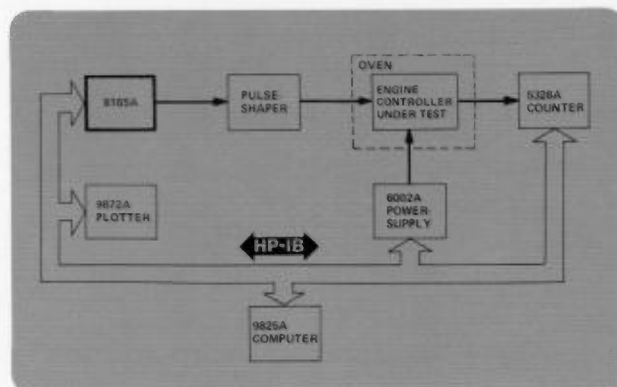 OVEN
8165A
PULSE-
SHAPER
ENGINE
CONTROLLER
UNDER TEST
5328A
COUNTER
9872A
PLOTTER
6002A
POWER-
SUPPLY
HP-IB
9825A
COMPUTER